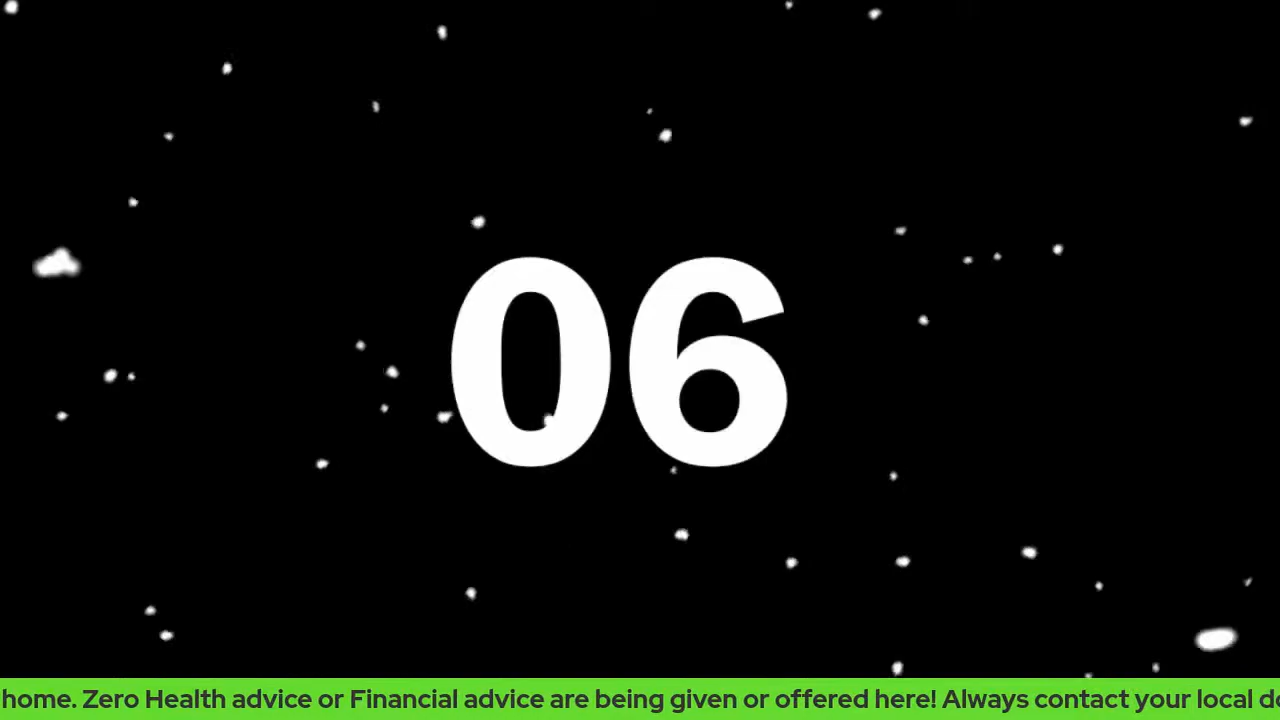 06
home. Zero Health advice or Financial advice are being given or offered here! Always contact your local